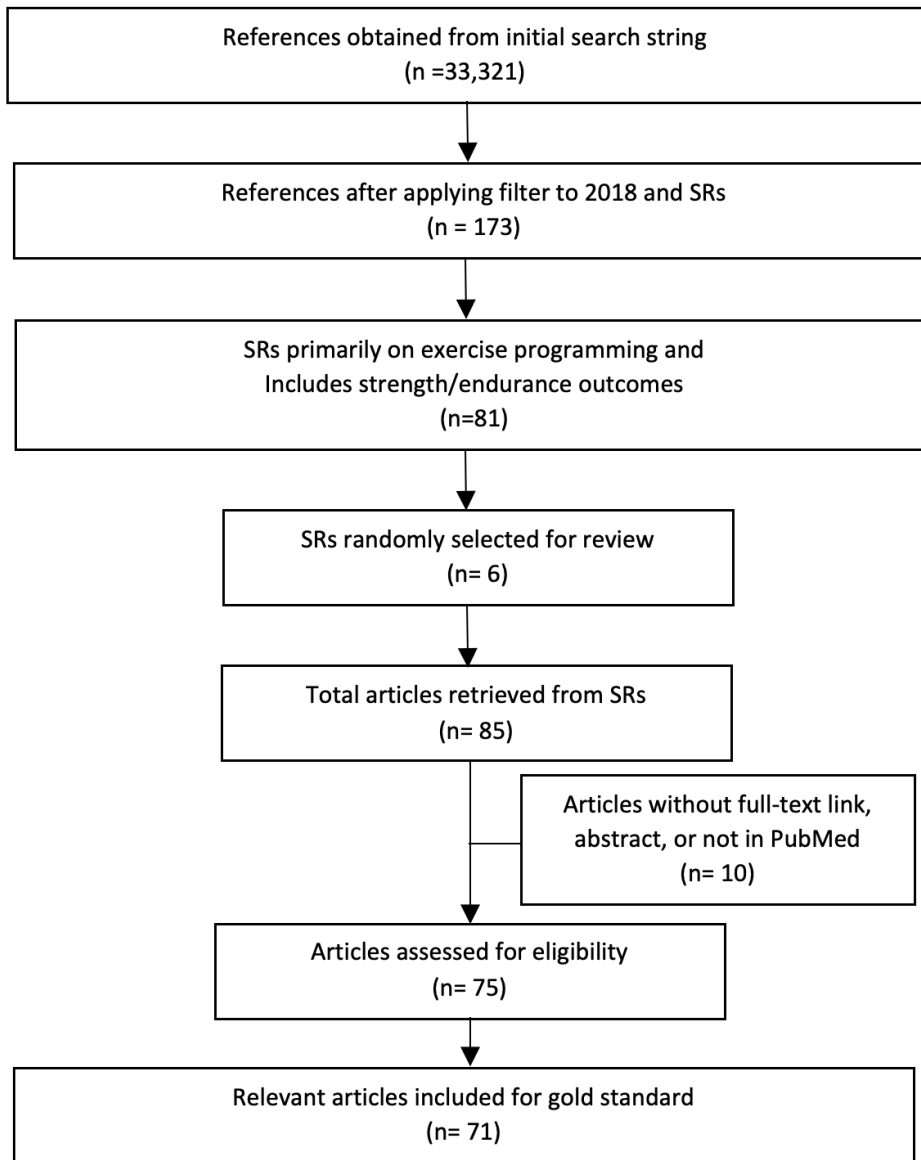 References obtained from initial search string
(n =33,321)
References after applying filter to 2018 and SRs
(n = 173)
SRs primarily on exercise programming and
Includes strength/endurance outcomes
(n=81)
SRs randomly selected for review
(n= 6)
Total articles retrieved from SRs
(n= 85)
Articles without full-text link,
abstract, or not in PubMed
(n= 10)
Articles assessed for eligibility
(n= 75)
Relevant articles included for gold standard
(n= 71)